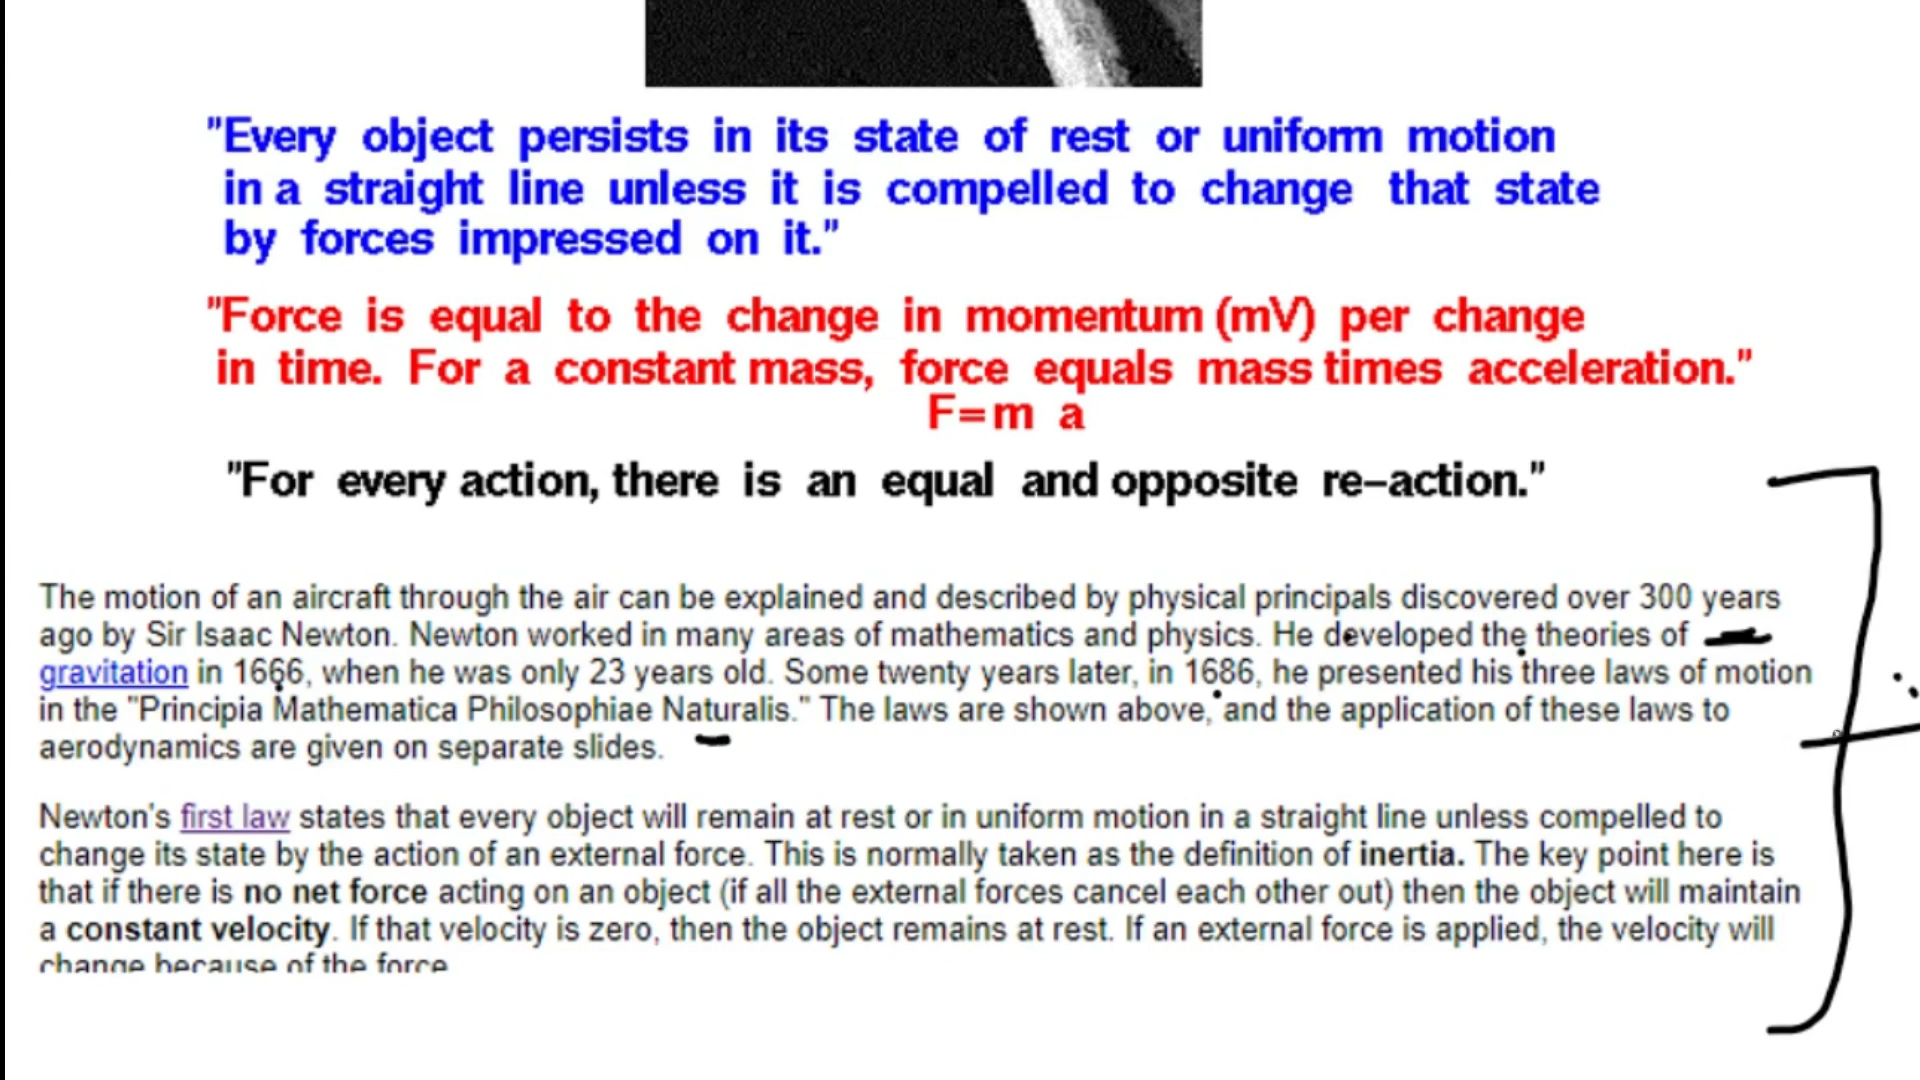 "Every object persists in its state of rest or uniform motion
in a straight line unless it is compelled to change that state
by forces impressed on it."
"Force is equal to the change in momentum (mV) per change
in time. For a constant mass, force equals mass times acceleration."
F=m a
"For every action, there is an equal and opposite re-action."
The motion of an aircraft through the air can be explained and described by physical principals discovered over 300 years
ago by Sir Isaac Newton. Newton worked in many areas of mathematics and physics. He developed the theories of
gravitation in 1666, when he was only 23 years old. Some twenty years later, in 1686, he presented his three laws of motion
in the "Principia Mathematica Philosophiae Naturalis." The laws are shown above, and the application of these laws to
aerodynamics are given on separate slides.
Newton's first law states that every object will remain at rest or in uniform motion in a straight line unless compelled to
change its state by the action of an external force. This is normally taken as the definition of inertia. The key point here is
that if there is no net force acting on an object (if all the external forces cancel each other out) then the object will maintain
a constant velocity. If that velocity is zero, then the object remains at rest. If an external force is applied, the velocity will
change because of the force